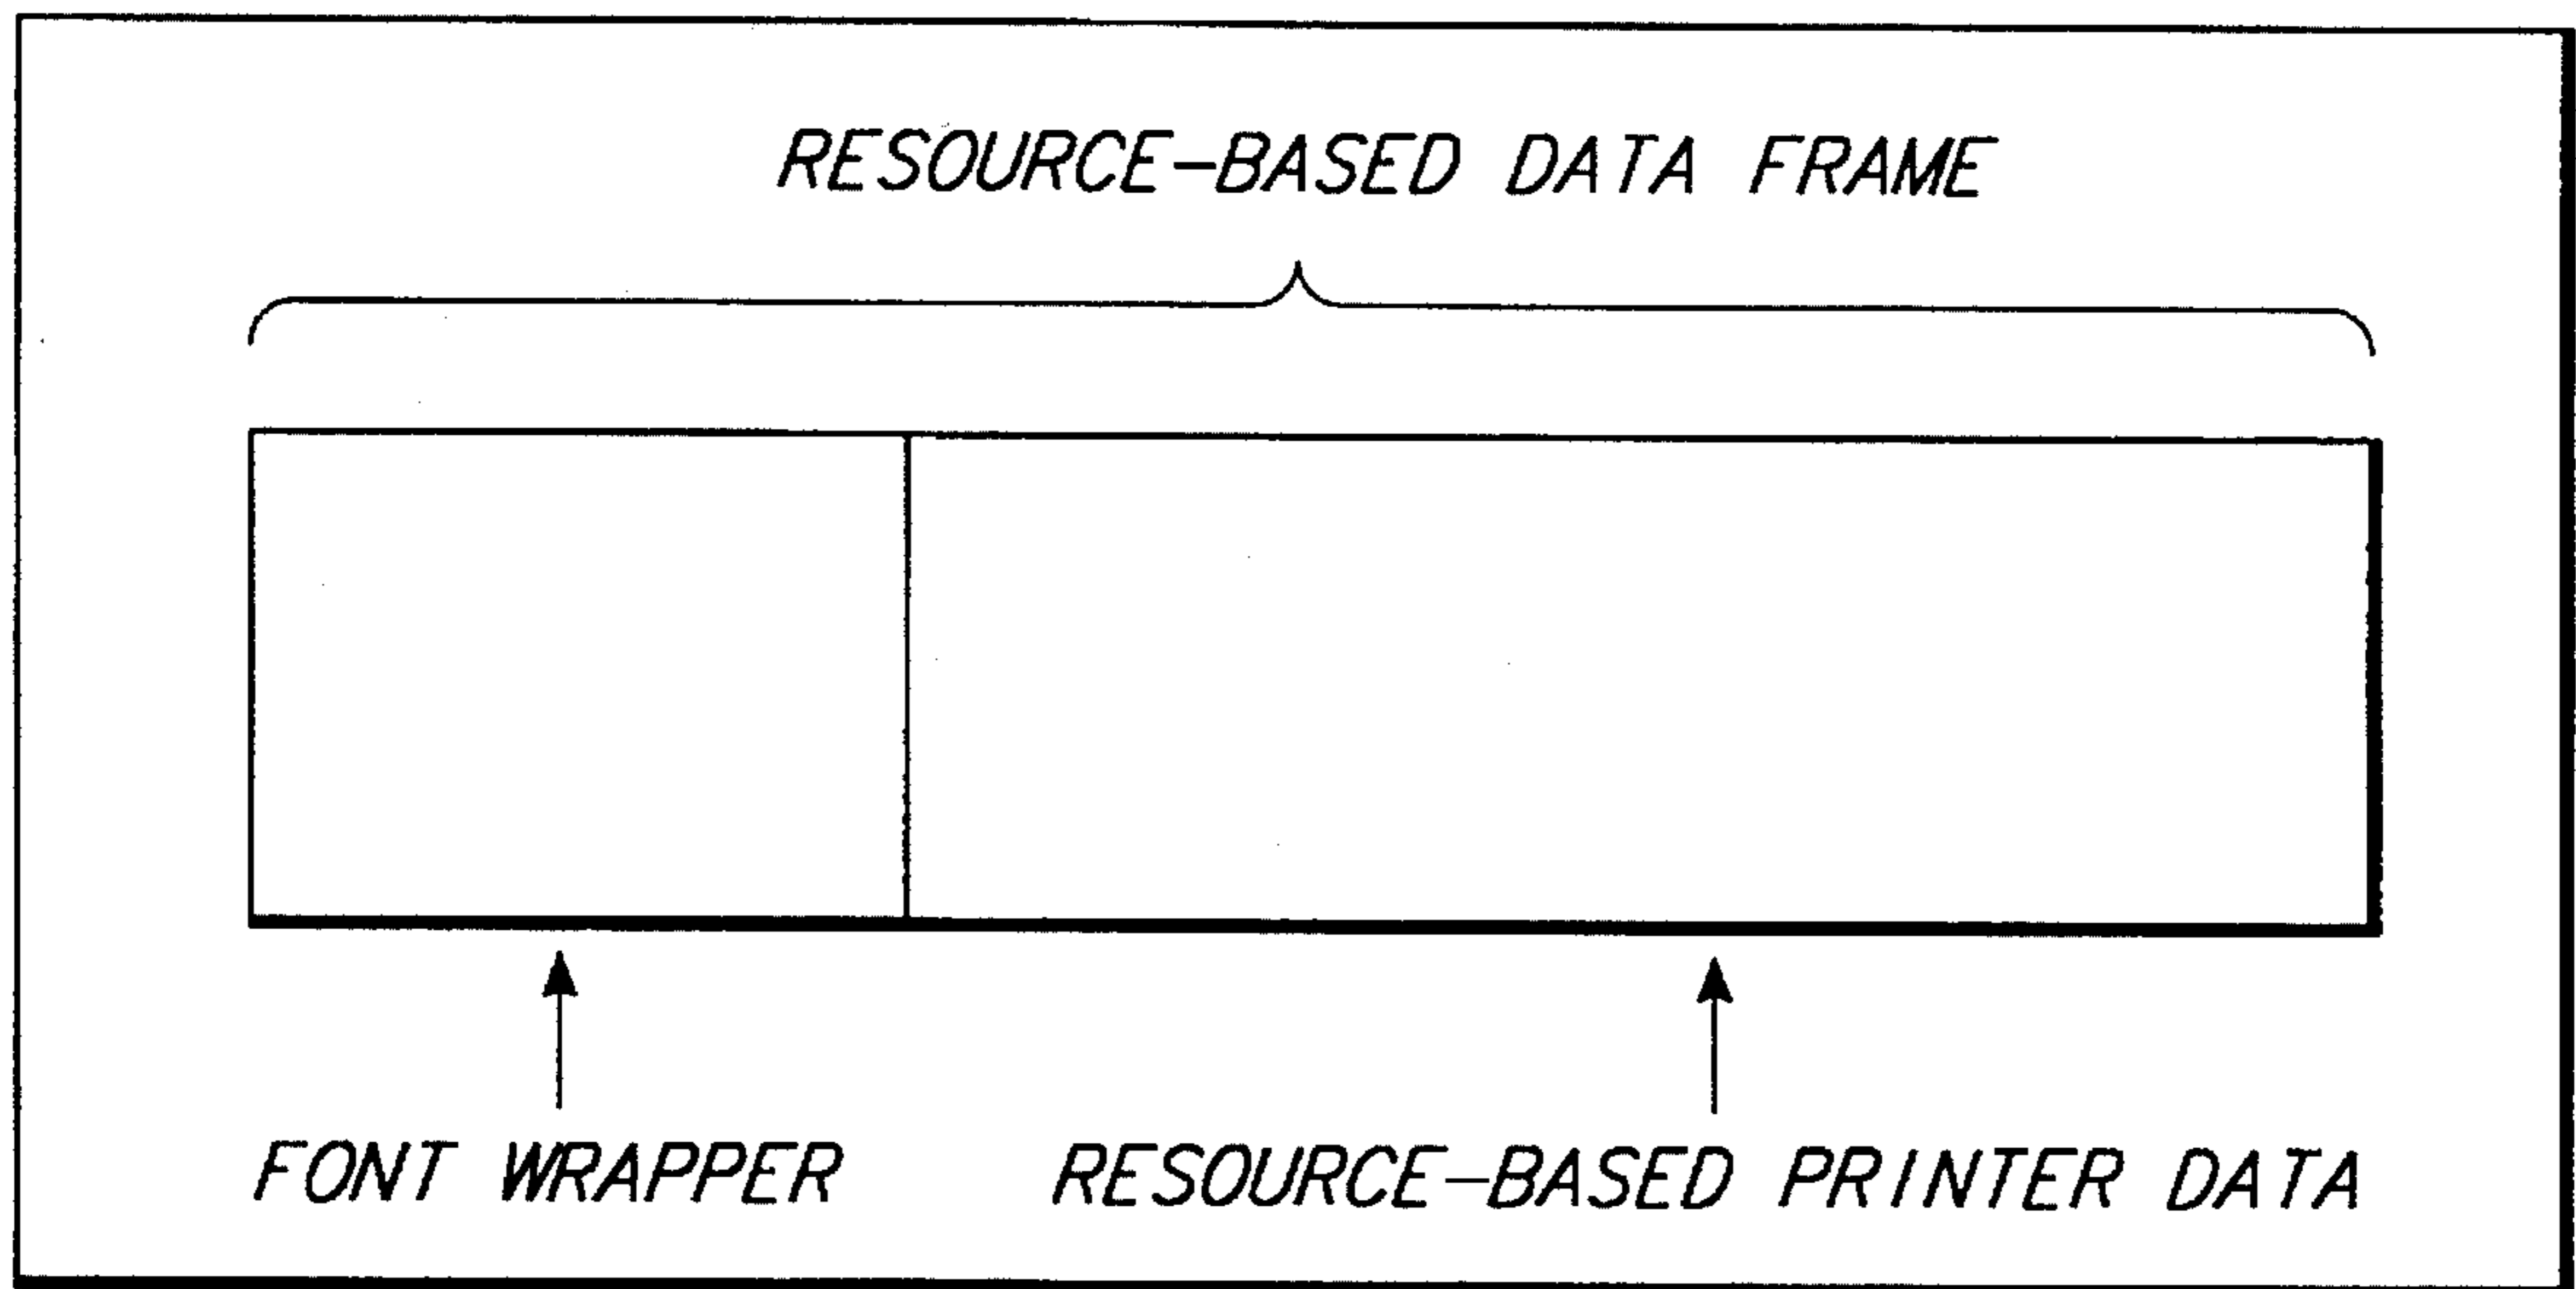 RESOURCE-BASED DATA FRAME
FONT WRAPPER
RESOURCE-BASED PRINTER DATA